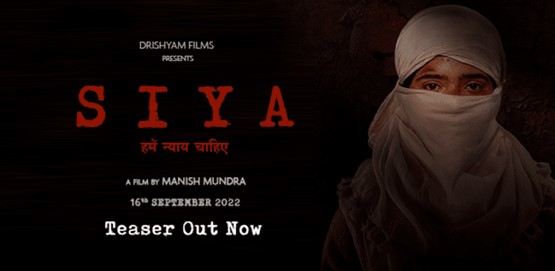 DRISHYAM FILMS
PRESENTS
SIYA
हमें न्याय चाहिए
A FILM BY MANISH MUNDRA
16th SEPTEMBER 2022
Teaser Out Now